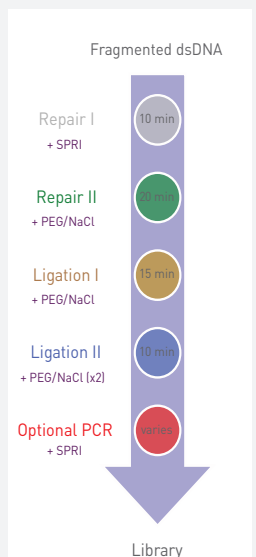 Fragmented dsDNA
Repair I
10 min
+ SPRI
Repair II
20 min
+ PEG/NaCl
Ligation I
15 min
+ PEG/NaCl
Ligation II
10 min
+ PEG/NaCl (x2)
Optional PCR
varies
+ SPRI
Library